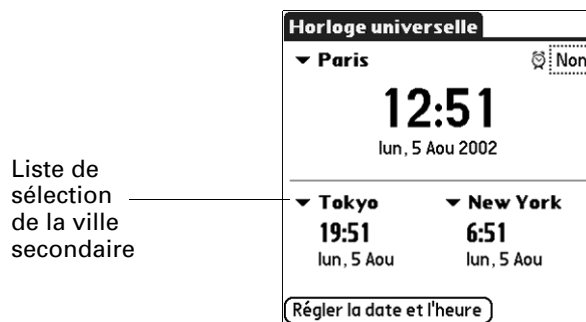 Horloge universelle
Paris Non
12:51
lun, 5 Aou 2002
Liste de
sélection
de la ville
secondaire
Tokyo New York
19:51 6:51
lun, 5 Aou lun, 5 Aou
Régler la date et l'heure